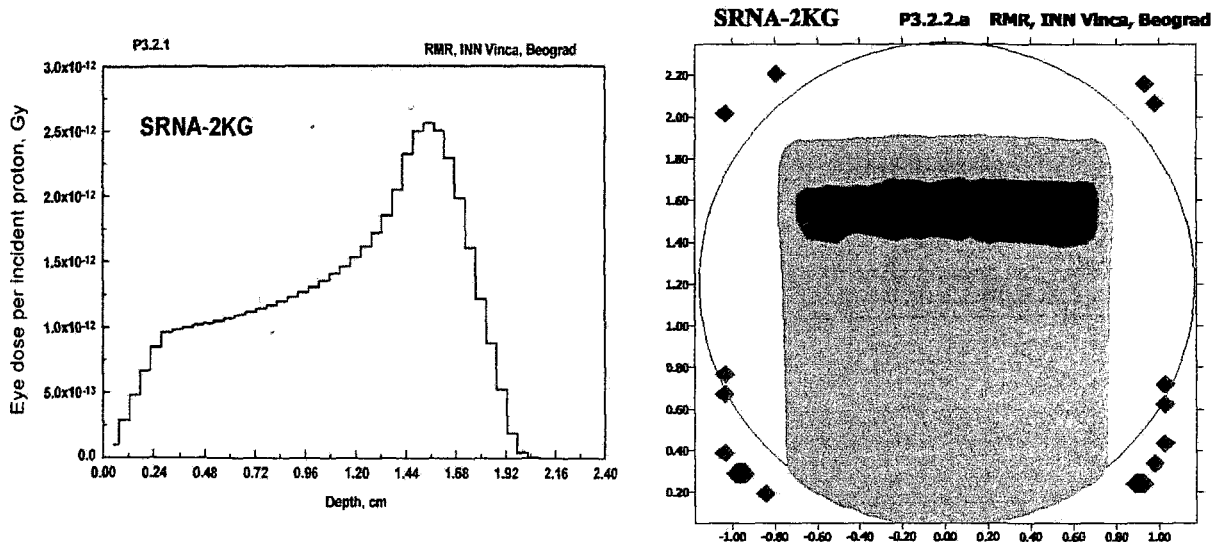 P3.2.1 RMR, INN Vinca, Beograd
3.0x10-12
2.5x10-12
2.0x10-12
1.5x10-12
1.0x10-12
5.0x10-13
0.0
SRNA-2KG
Eye dose per incident proton, Gy
0.00 0.24 0.48 0.72 0.96 1.20 1.44 1.68 1.92 2.16 2.40
Depth, cm
SRNA-2KG P3.2.2.a RMR, INN Vinca, Beograd
2.20
2.00
1.80
1.60
1.40
1.20
1.00
0.80
0.60
0.40
0.20
-1.00 -0.80 -0.60 -0.40 -0.20 0.00 0.20 0.40 0.60 0.80 1.00